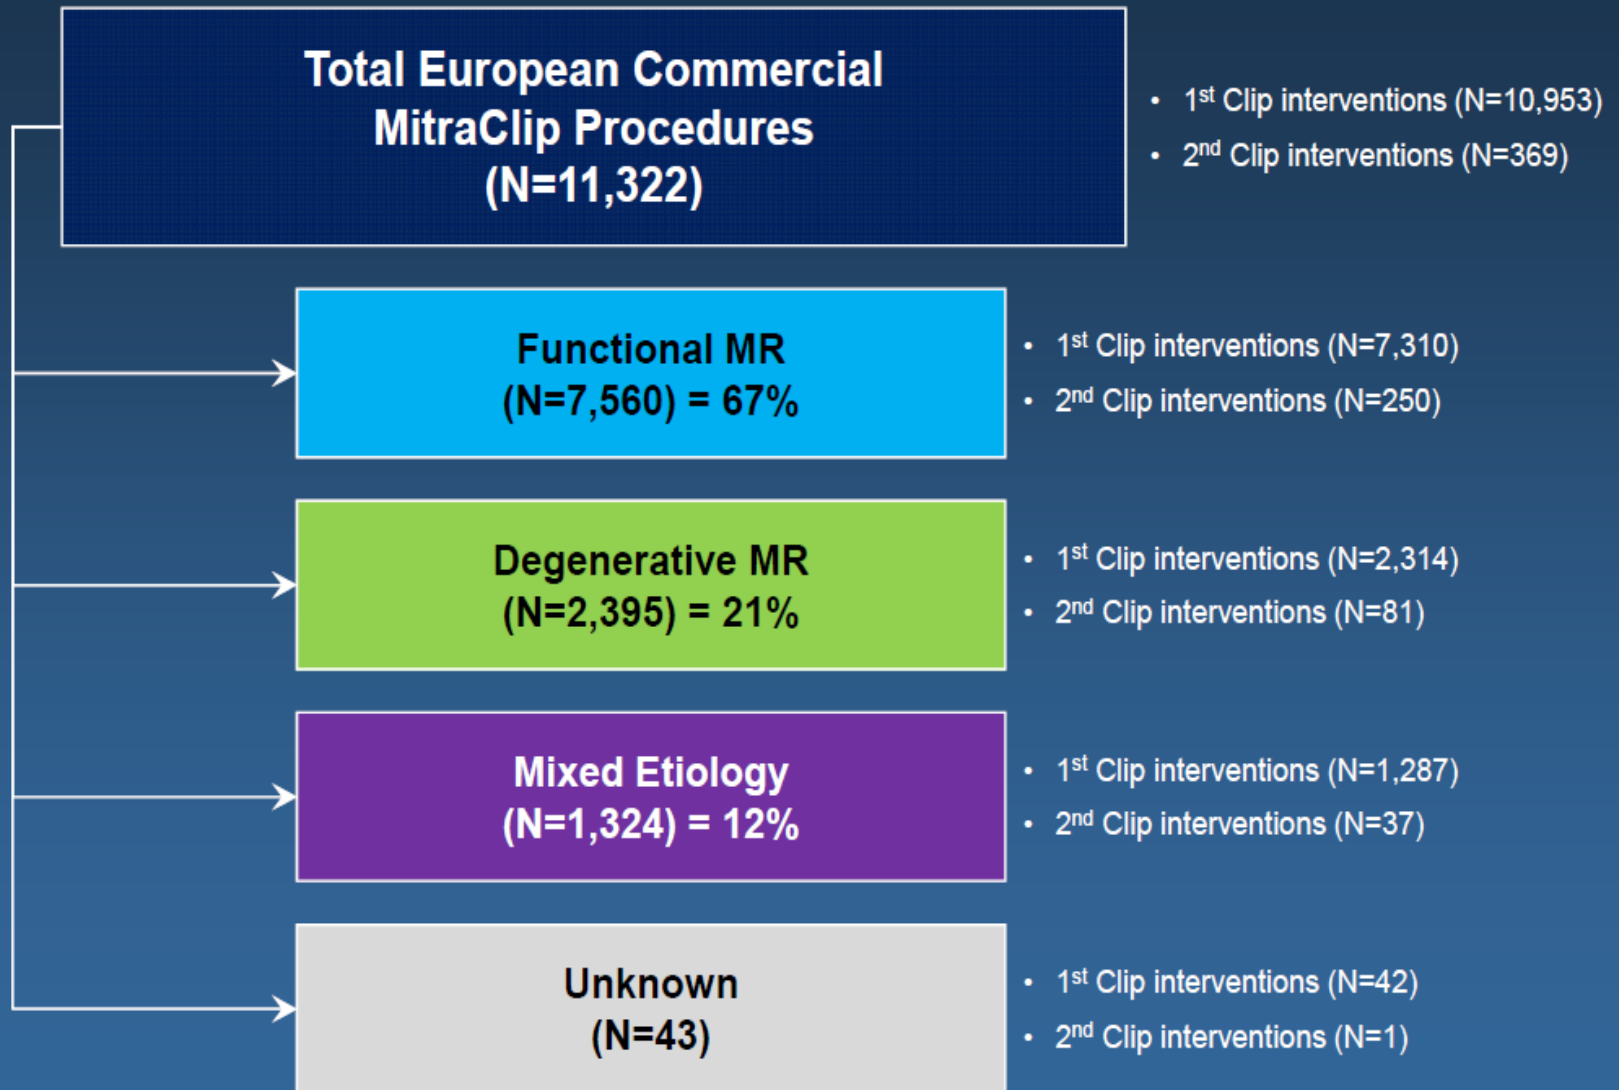 Total European Commercial
MitraClip Procedures
(N=11,322)
• 1st Clip interventions (N=10,953)
• 2nd Clip interventions (N=369)
Functional MR
(N=7,560) = 67%
• 1st Clip interventions (N=7,310)
• 2nd Clip interventions (N=250)
Degenerative MR
(N=2,395) = 21%
• 1st Clip interventions (N=2,314)
• 2nd Clip interventions (N=81)
Mixed Etiology
(N=1,324) = 12%
• 1st Clip interventions (N=1,287)
• 2nd Clip interventions (N=37)
Unknown
(N=43)
• 1st Clip interventions (N=42)
• 2nd Clip interventions (N=1)